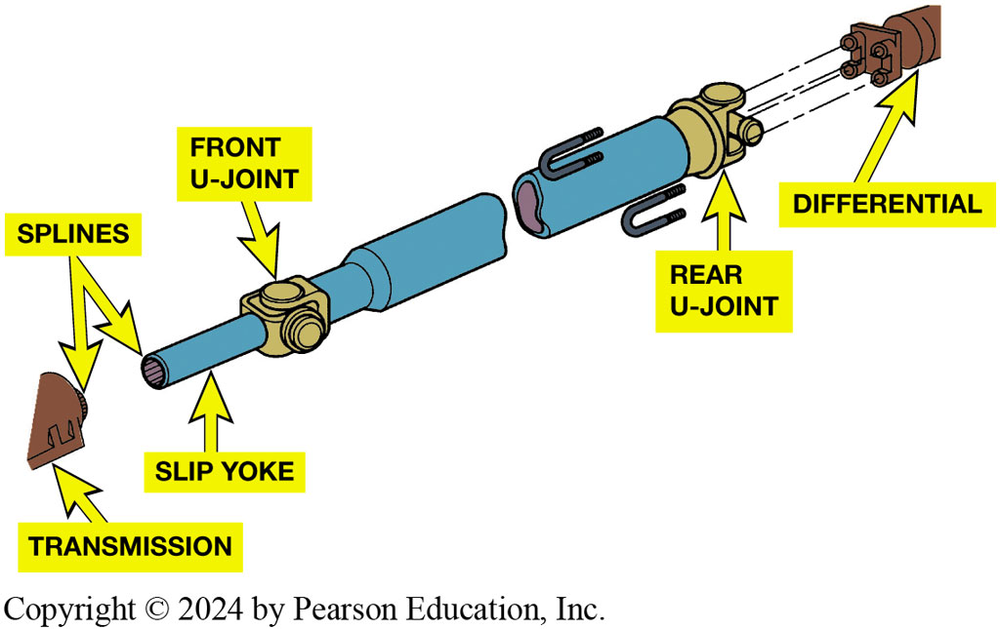 FRONT
U-JOINT
SPLINES
DIFFERENTIAL
REAR
U-JOINT
SLIP YOKE
TRANSMISSION
Copyright © 2024 by Pearson Education, Inc.